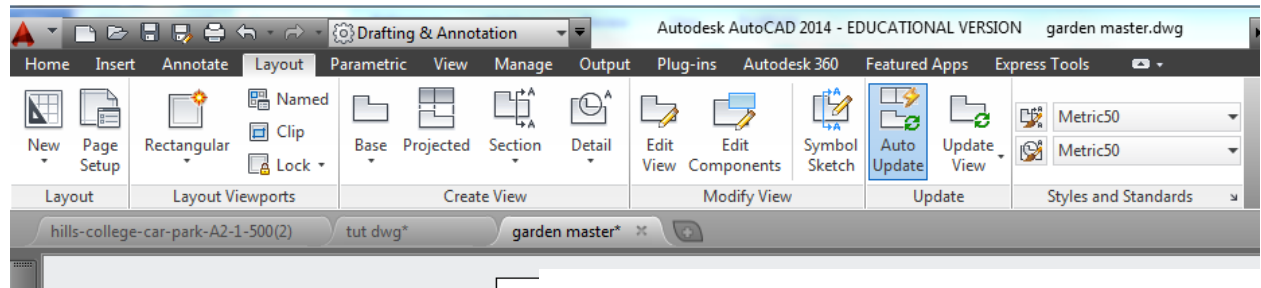 Drafting & Annotation Autodesk AutoCAD 2014 - EDUCATIONAL VERSION garden master.dwg
Home Insert Annotate Layout Parametric View Manage Output Plug-ins Autodesk 360 Featured Apps Express Tools
New Page Setup Rectangular Named Clip Lock Base Projected Section Detail Edit View Edit Components Symbol Sketch Auto Update Update View Metric50 Metric50
Layout Layout Viewports Create View Modify View Update Styles and Standards
hills-college-car-park-A2-1-500(2) tut dwg* garden master*